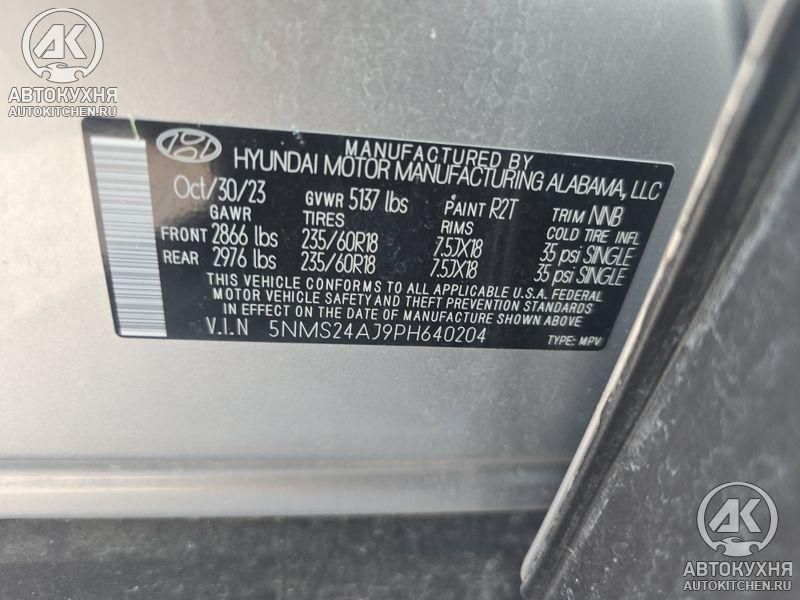 AK
АВТОКУХНЯ
AUTOKITCHEN.RU
MANUFACTURED BY
HYUNDAI MOTOR MANUFACTURING ALABAMA, LLC
Oct/30/23 GVWR 5137 lbs PAINT R2T TRIM NNB
GAWR TIRES RIMS COLD TIRE INFL
FRONT 2866 lbs 235/60R18 7.5JX18 35 psi SINGLE
REAR 2976 lbs 235/60R18 7.5JX18 35 psi SINGLE
THIS VEHICLE CONFORMS TO ALL APPLICABLE U.S.A. FEDERAL
MOTOR VEHICLE SAFETY AND THEFT PREVENTION STANDARDS
IN EFFECT ON THE DATE OF MANUFACTURE SHOWN ABOVE.
V.I.N 5NMS24AJ9PH640204 TYPE: MPV
AK
АВТОКУХНЯ
AUTOKITCHEN.RU